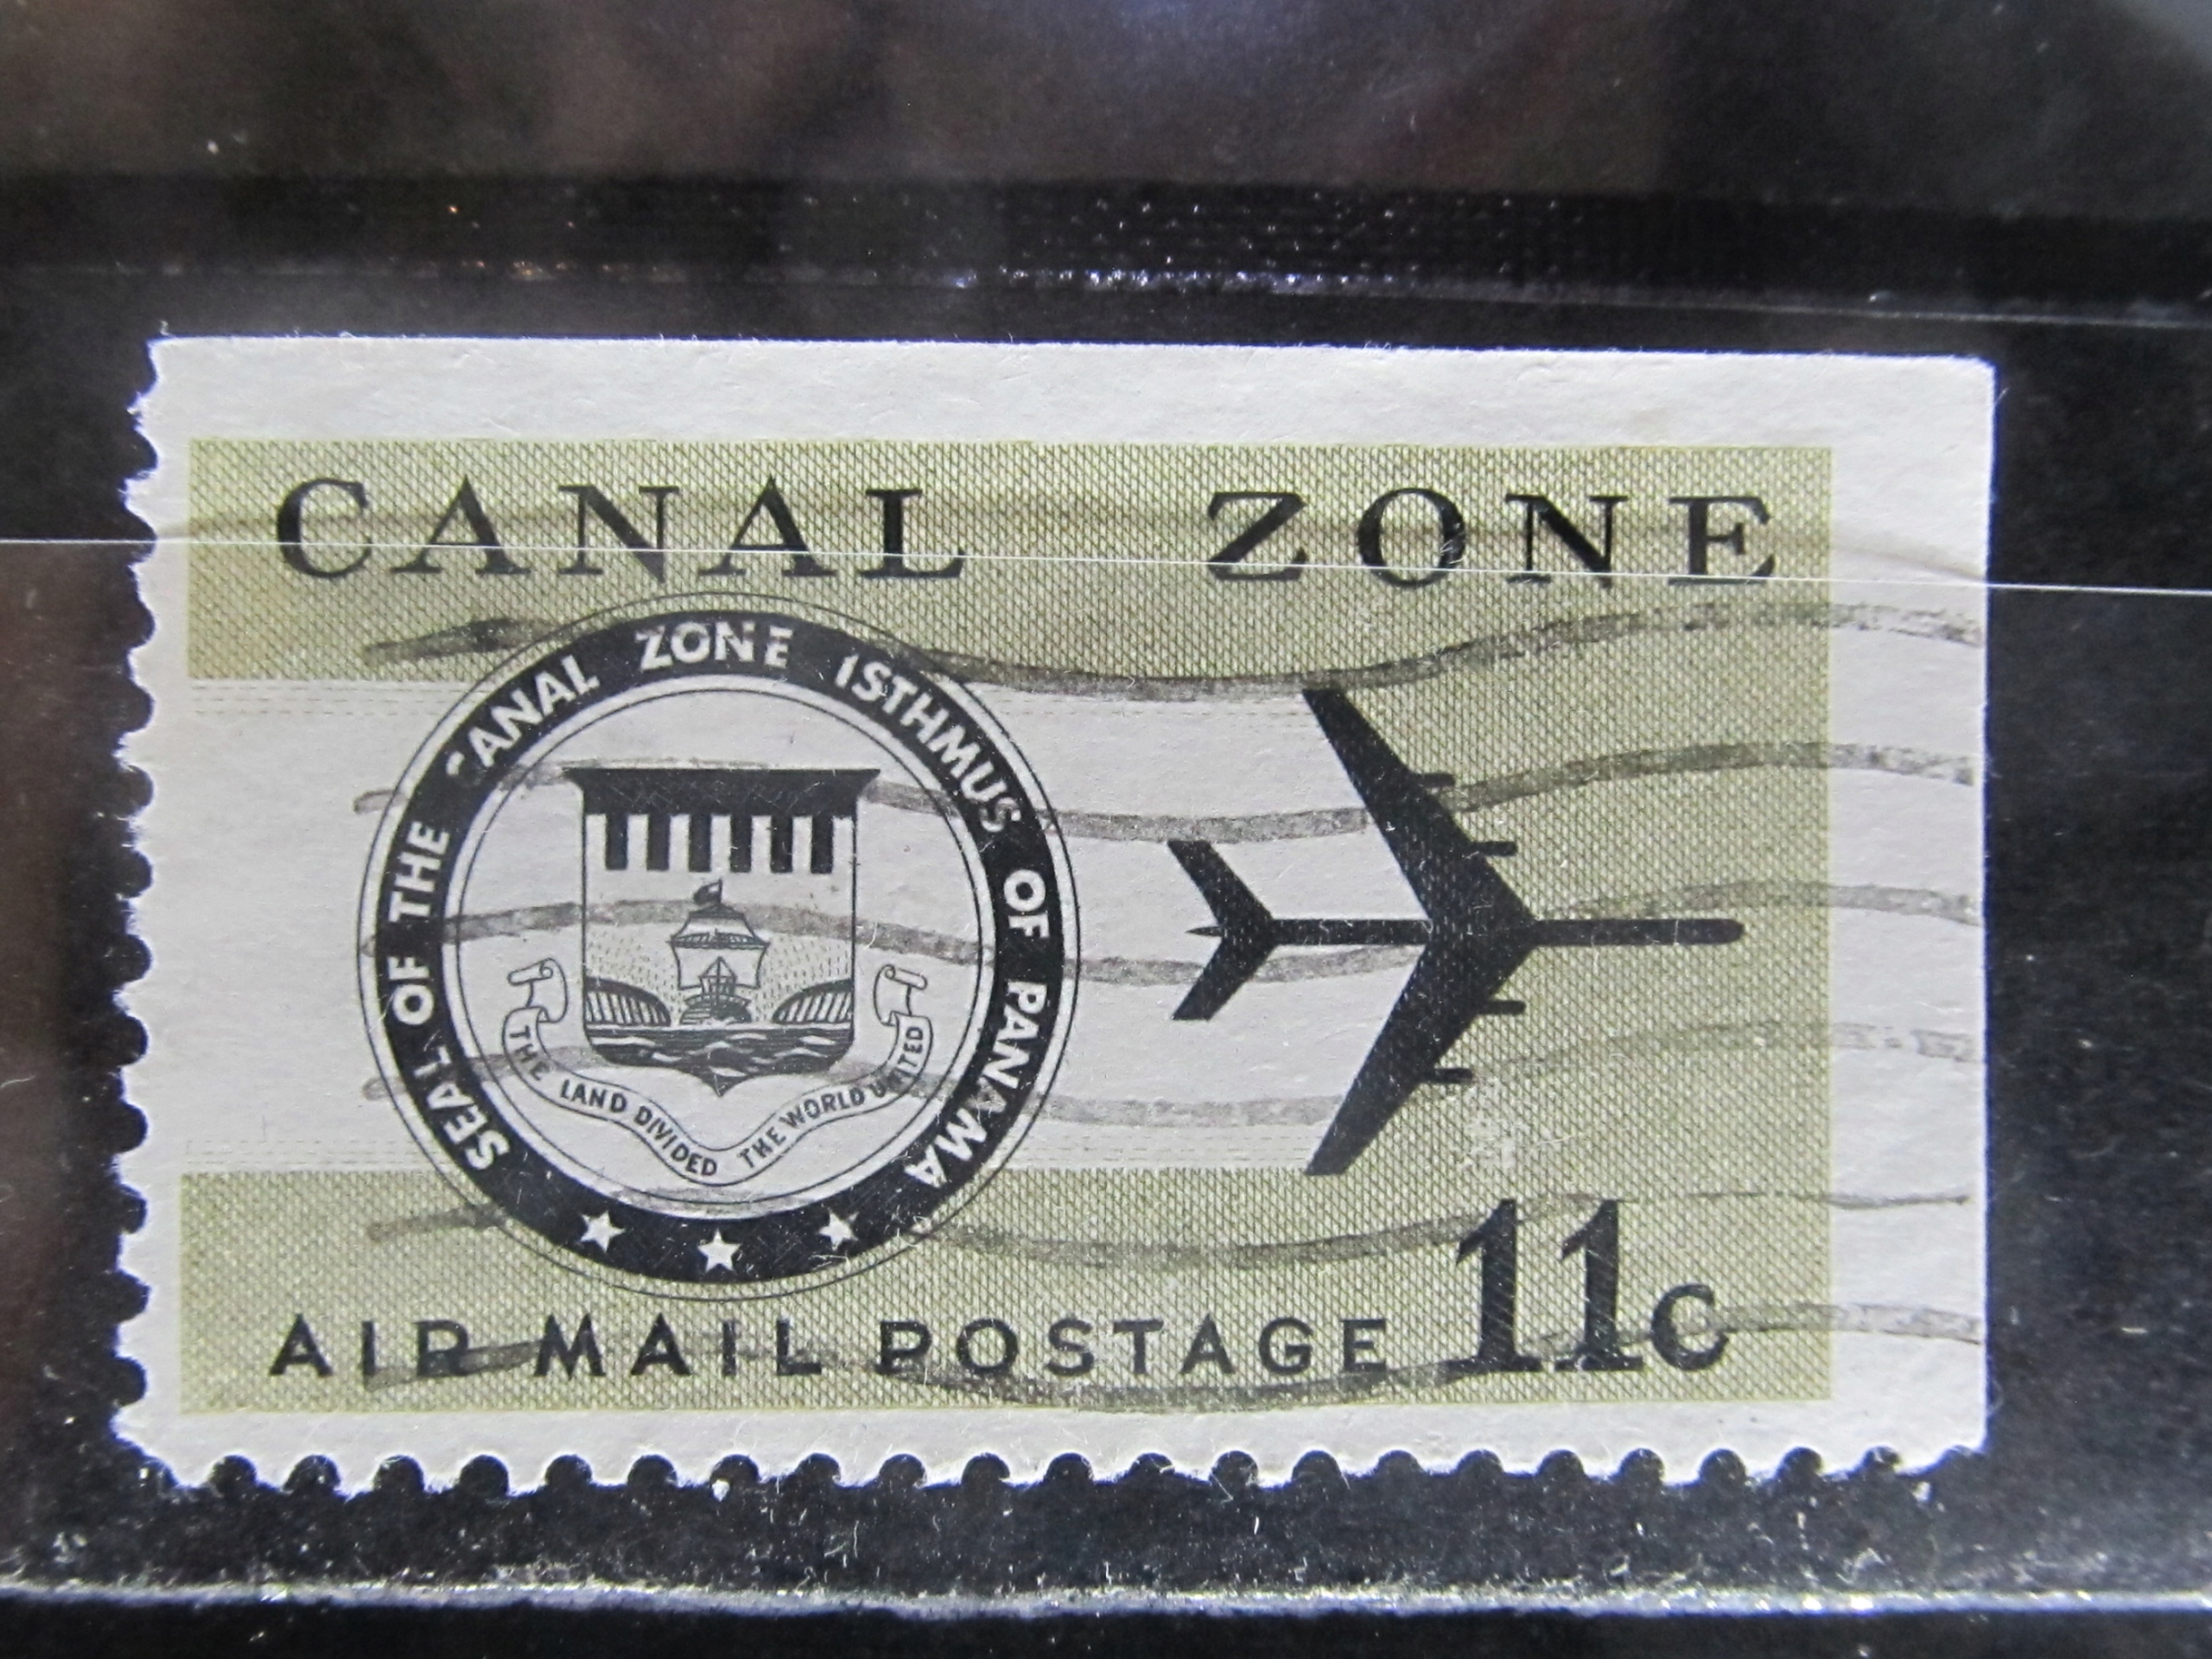 CANAL ZONE
SEAL OF THE CANAL ZONE ISTHMUS OF PANAMA
THE LAND DIVIDED THE WORLD UNITED
AIR MAIL POSTAGE 11c